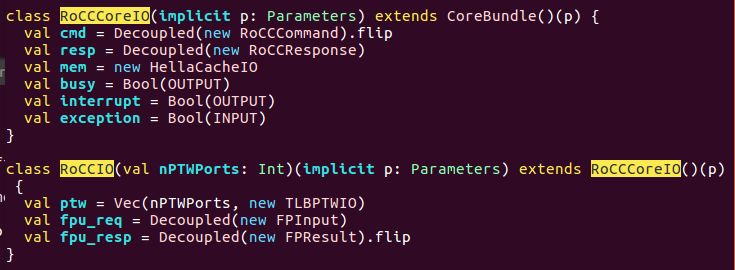 class RoCCCoreIO(implicit p: Parameters) extends CoreBundle()(p) {
  val cmd = Decoupled(new RoCCCommand).flip
  val resp = Decoupled(new RoCCResponse)
  val mem = new HellaCacheIO
  val busy = Bool(OUTPUT)
  val interrupt = Bool(OUTPUT)
  val exception = Bool(INPUT)
}

class RoCCIO(val nPTWPorts: Int)(implicit p: Parameters) extends RoCCCoreIO()(p)
 {
  val ptw = Vec(nPTWPorts, new TLBPTWIO)
  val fpu_req = Decoupled(new FPInput)
  val fpu_resp = Decoupled(new FPResult).flip
}